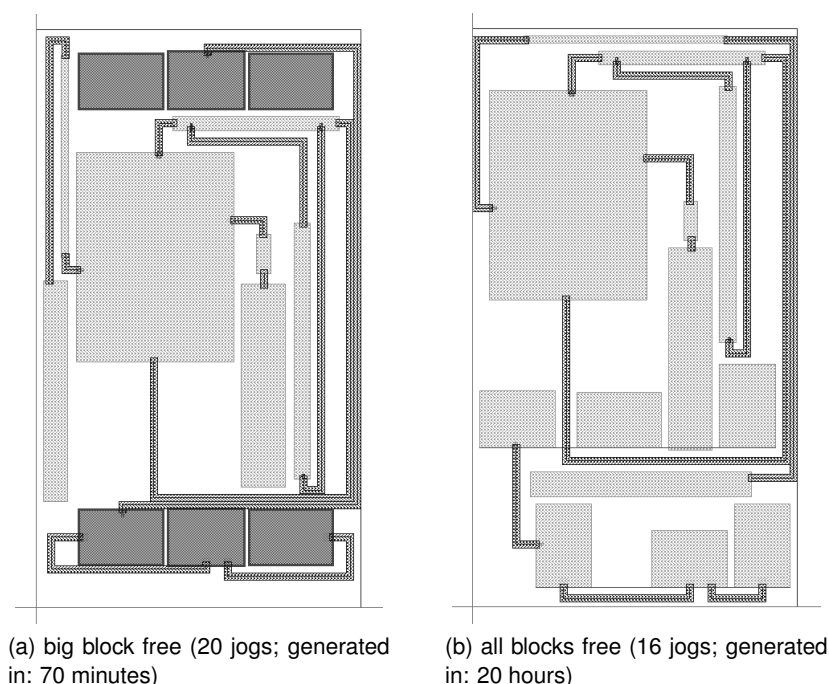 (a) big block free (20 jogs; generated
in: 70 minutes)
(b) all blocks free (16 jogs; generated
in: 20 hours)